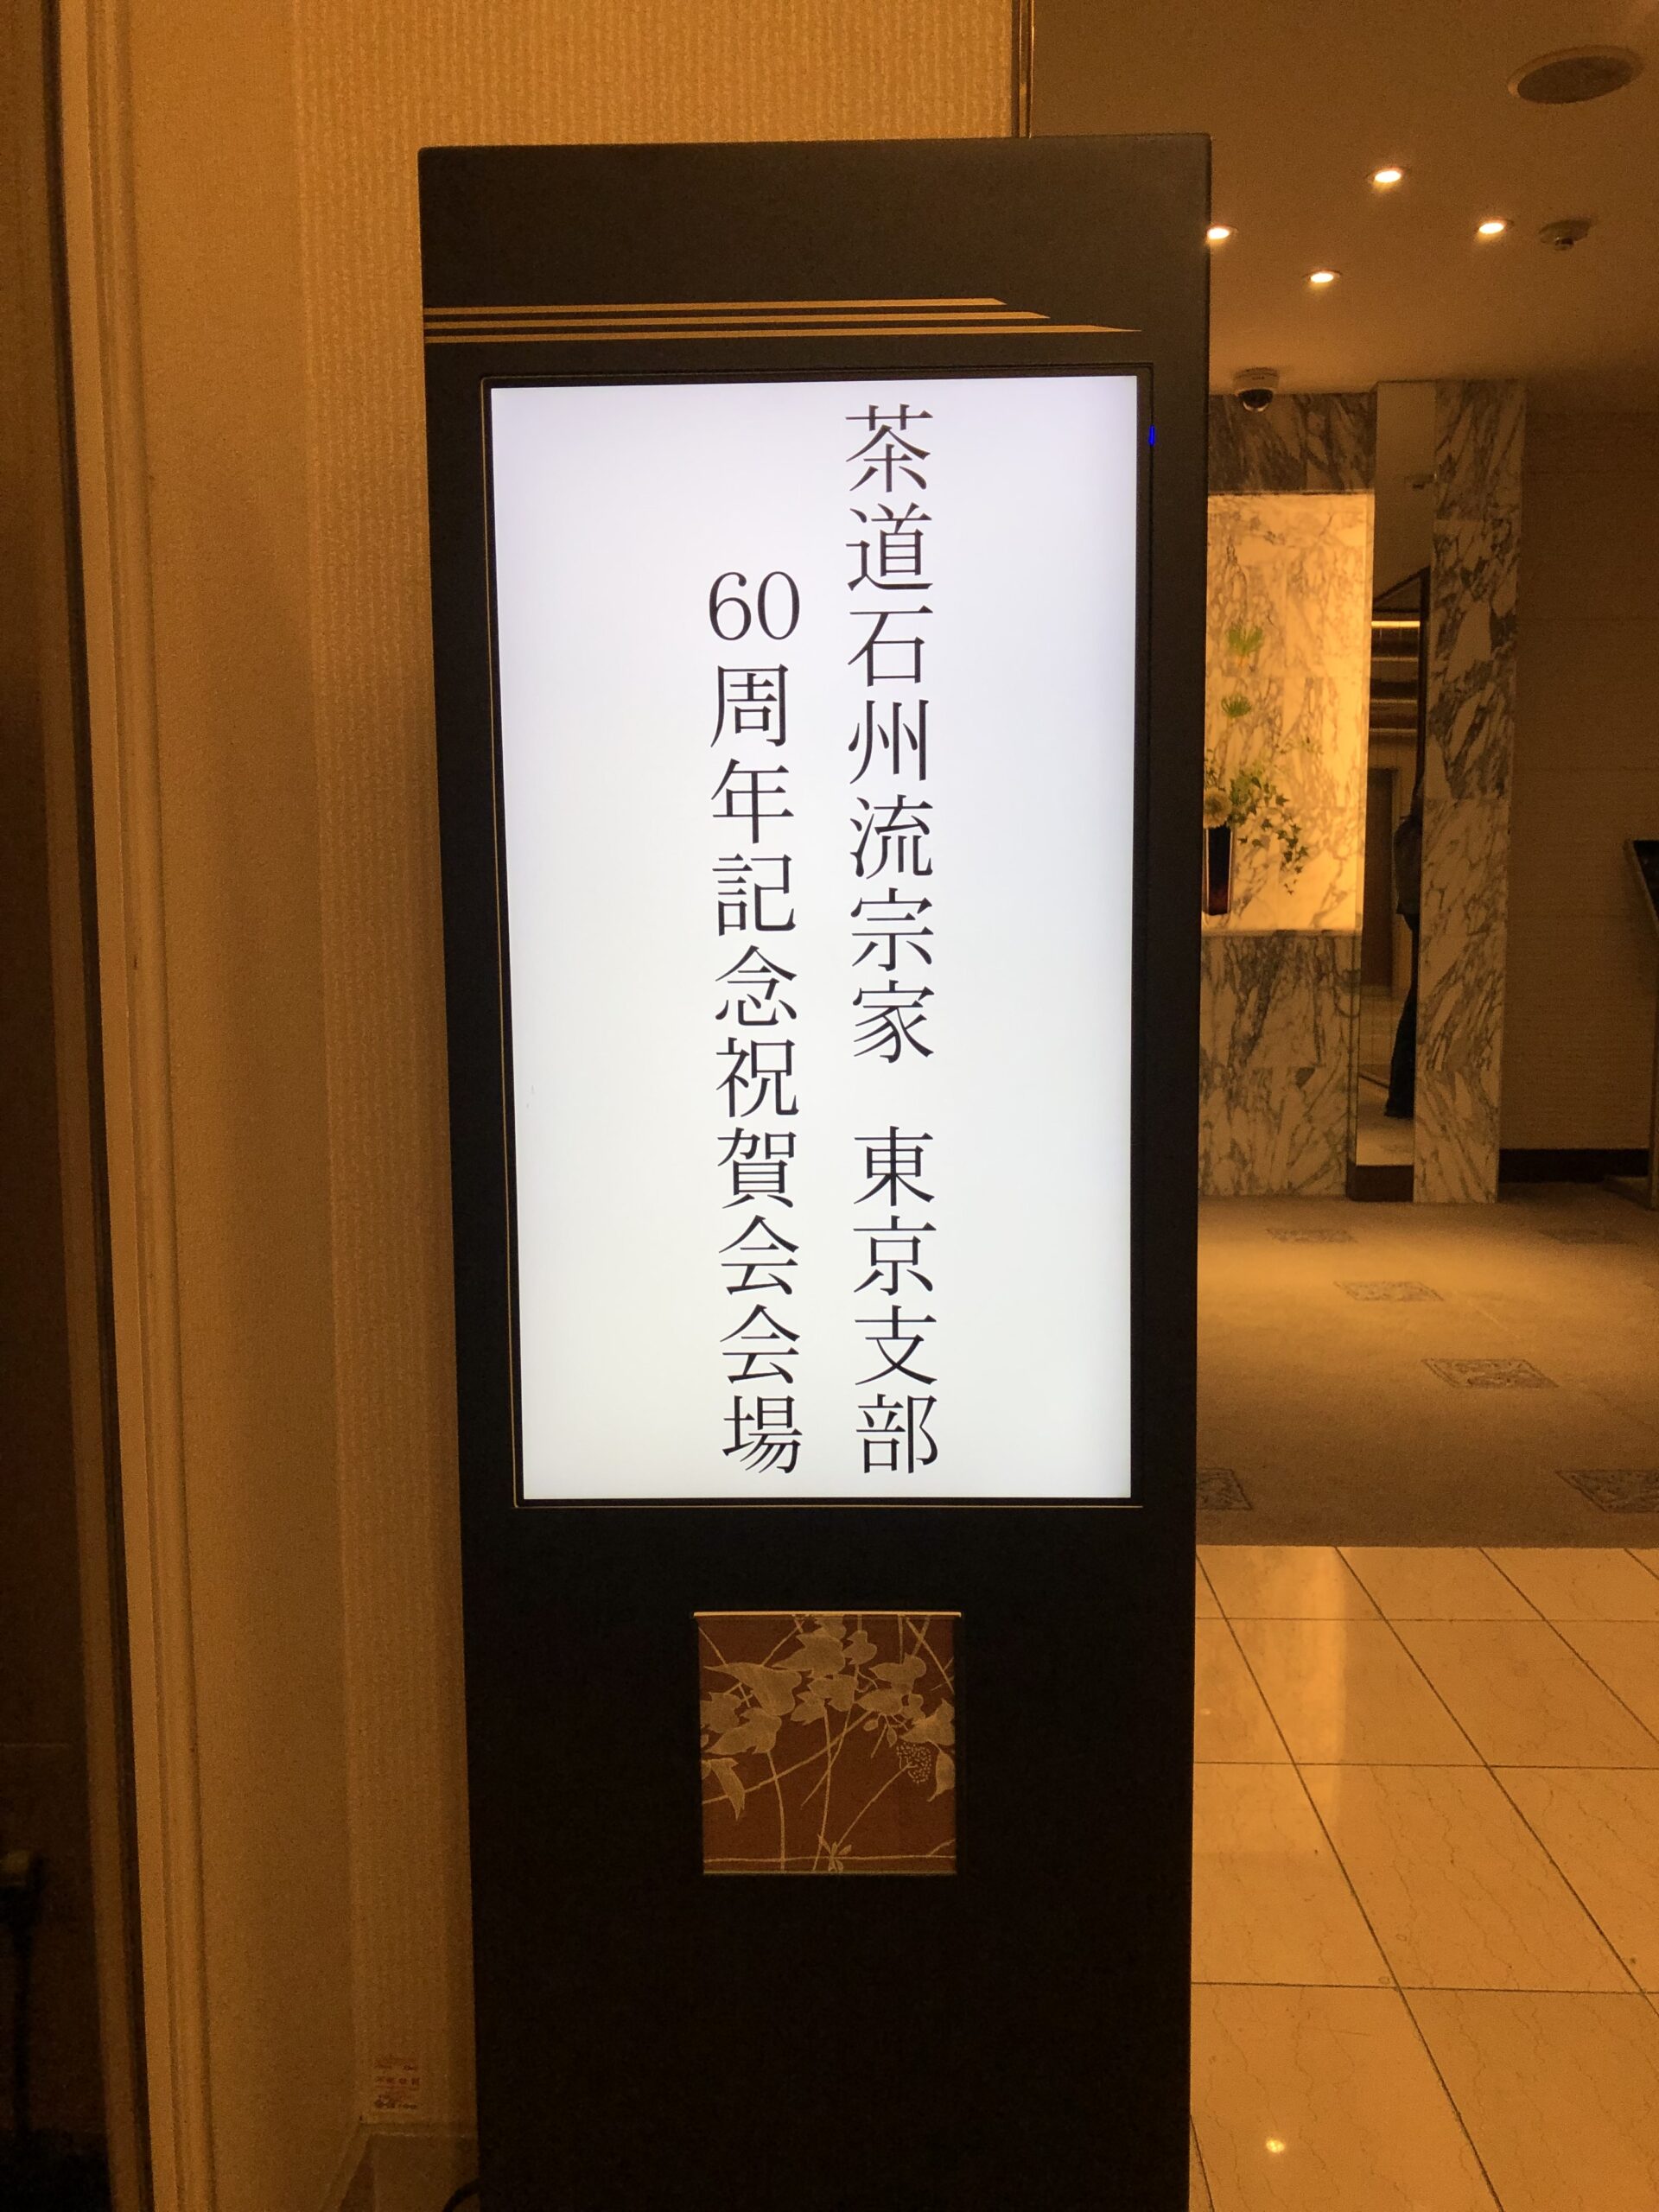 茶道石州流宗家　東京支部
60周年記念祝賀会会場